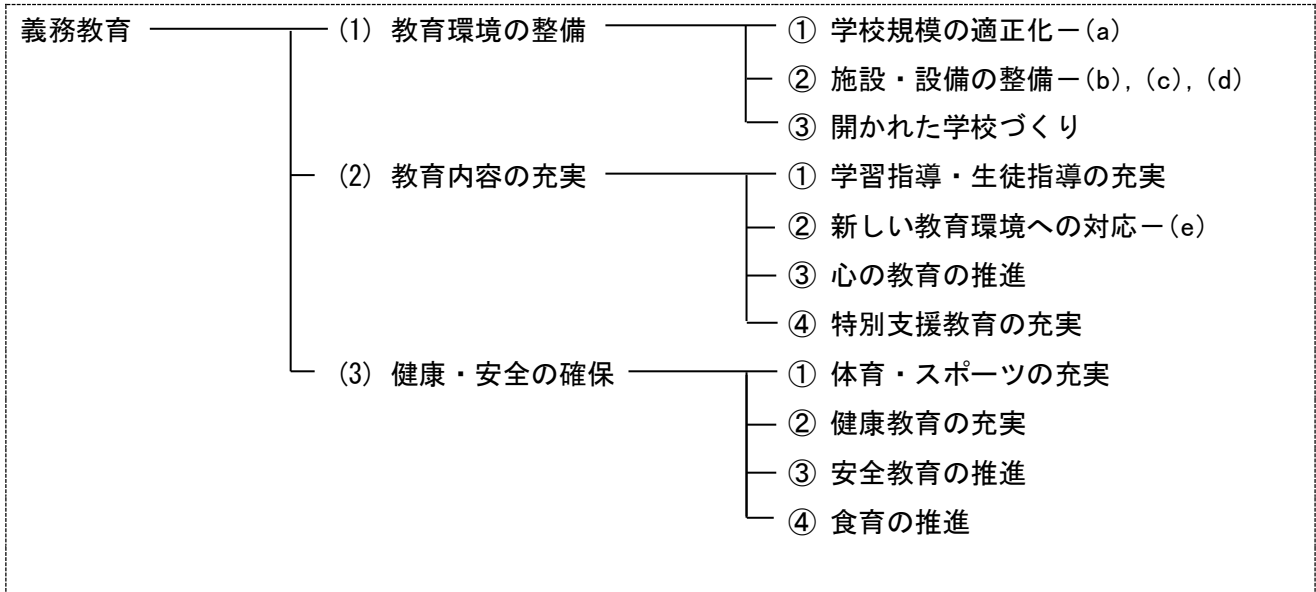 義務教育 (1) 教育環境の整備 ① 学校規模の適正化－(a)
② 施設・設備の整備－(b), (c), (d)
③ 開かれた学校づくり
(2) 教育内容の充実 ① 学習指導・生徒指導の充実
② 新しい教育環境への対応－(e)
③ 心の教育の推進
④ 特別支援教育の充実
(3) 健康・安全の確保 ① 体育・スポーツの充実
② 健康教育の充実
③ 安全教育の推進
④ 食育の推進